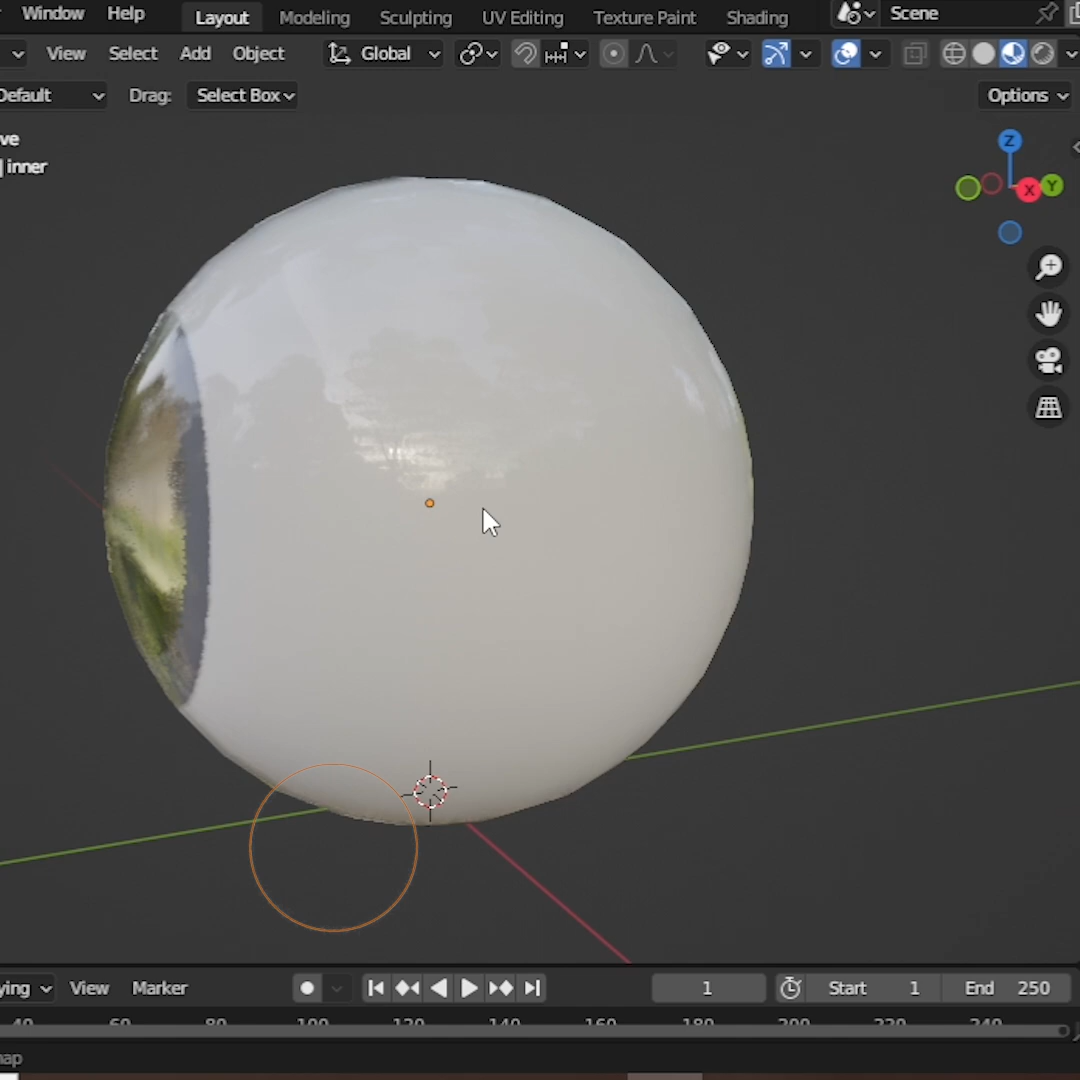 Window Help Layout Modeling Sculpting UV Editing Texture Paint Shading Scene
View Select Add Object Global
Default Drag: Select Box Options
ve
inner
Z
X Y
ying View Marker 1 Start 1 End 250
40 60 80 100 120 140 160 180 200 220 240
nap